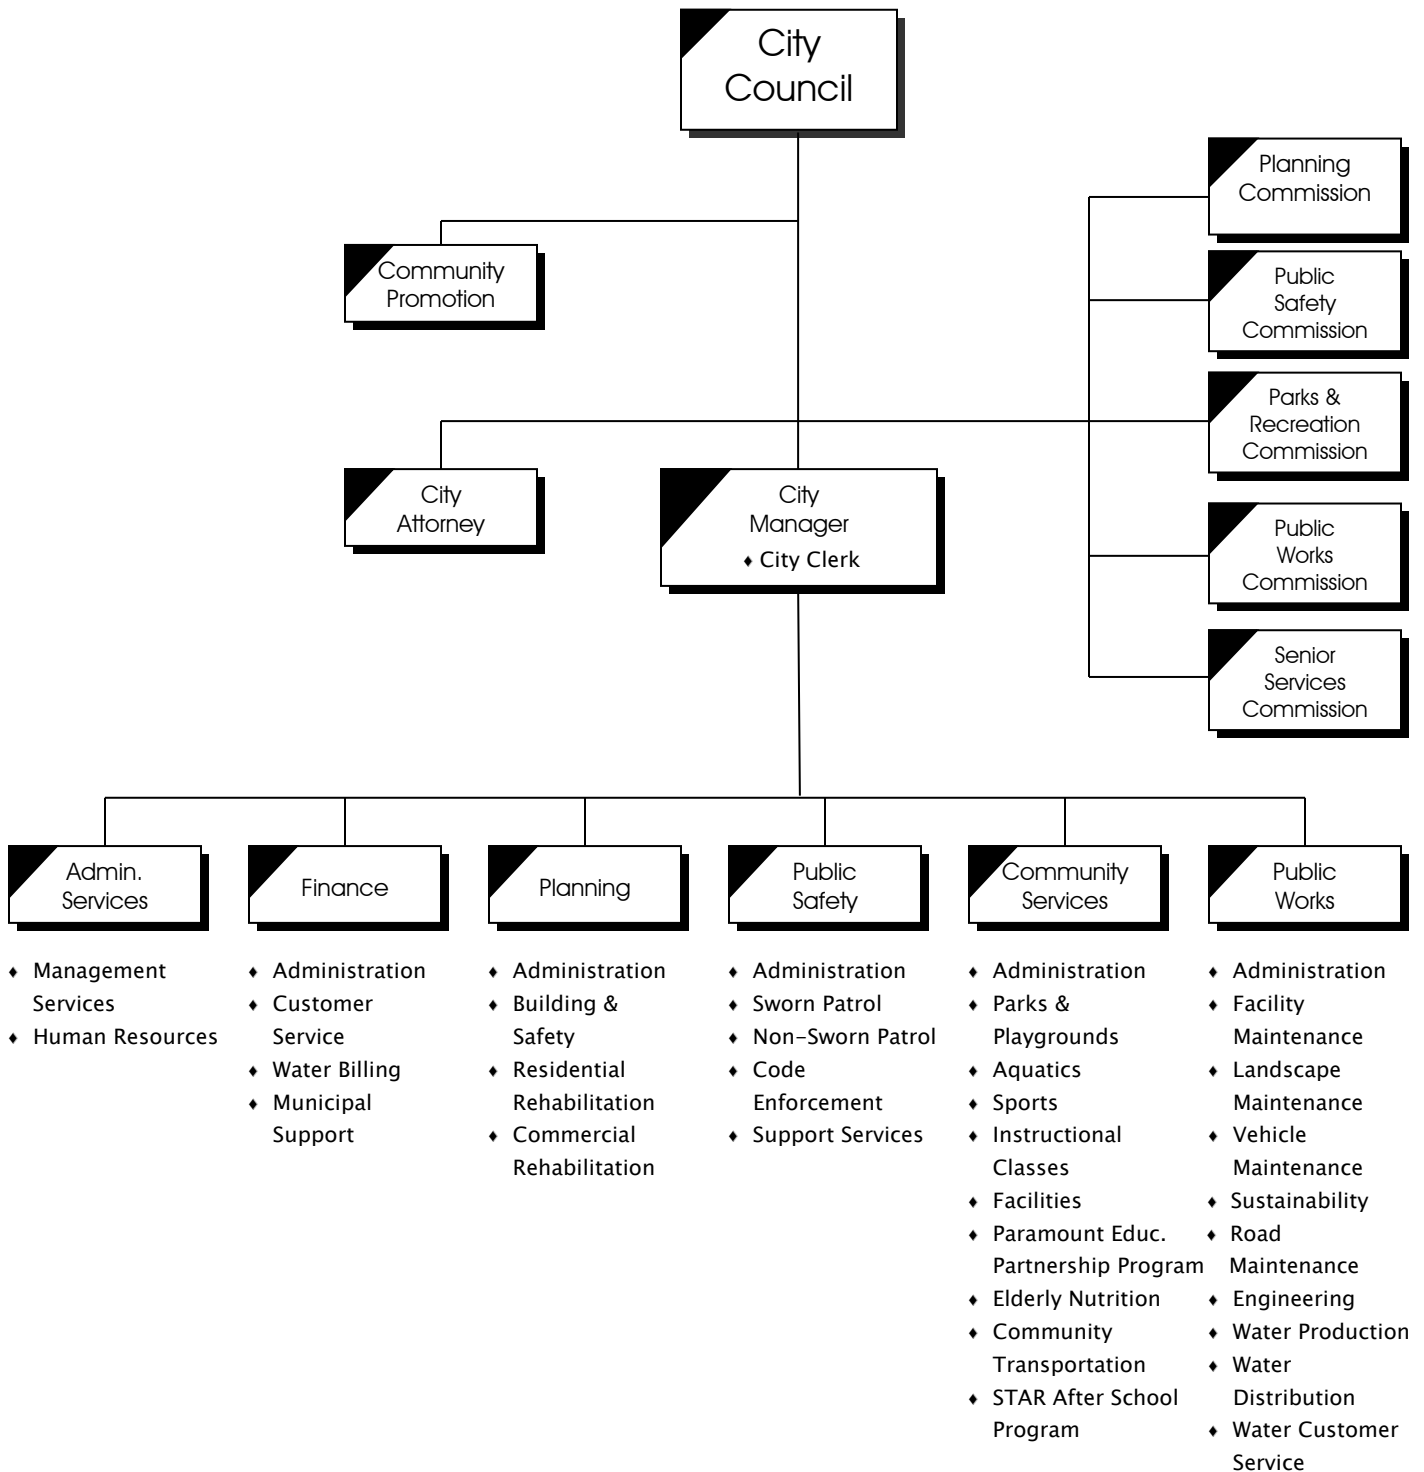 City
Council
Planning
Commission
Community
Promotion
Public
Safety
Commission
Parks &
Recreation
Commission
City
Attorney
City
Manager
♦ City Clerk
Public
Works
Commission
Senior
Services
Commission
Admin.
Services
♦ Management
Services
♦ Human Resources
Finance
♦ Administration
♦ Customer
Service
♦ Water Billing
♦ Municipal
Support
Planning
♦ Administration
♦ Building &
Safety
♦ Residential
Rehabilitation
♦ Commercial
Rehabilitation
Public
Safety
♦ Administration
♦ Sworn Patrol
♦ Non-Sworn Patrol
♦ Code
Enforcement
♦ Support Services
Community
Services
♦ Administration
♦ Parks &
Playgrounds
♦ Aquatics
♦ Sports
♦ Instructional
Classes
♦ Facilities
♦ Paramount Educ.
Partnership Program
♦ Elderly Nutrition
♦ Community
Transportation
♦ STAR After School
Program
Public
Works
♦ Administration
♦ Facility
Maintenance
♦ Landscape
Maintenance
♦ Vehicle
Maintenance
♦ Sustainability
♦ Road
Maintenance
♦ Engineering
♦ Water Production
♦ Water
Distribution
♦ Water Customer
Service